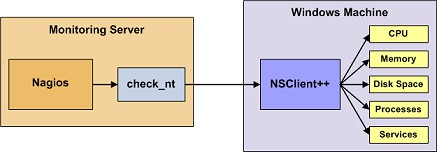 Monitoring Server
Nagios
check_nt
Windows Machine
NSClient++
CPU
Memory
Disk Space
Processes
Services